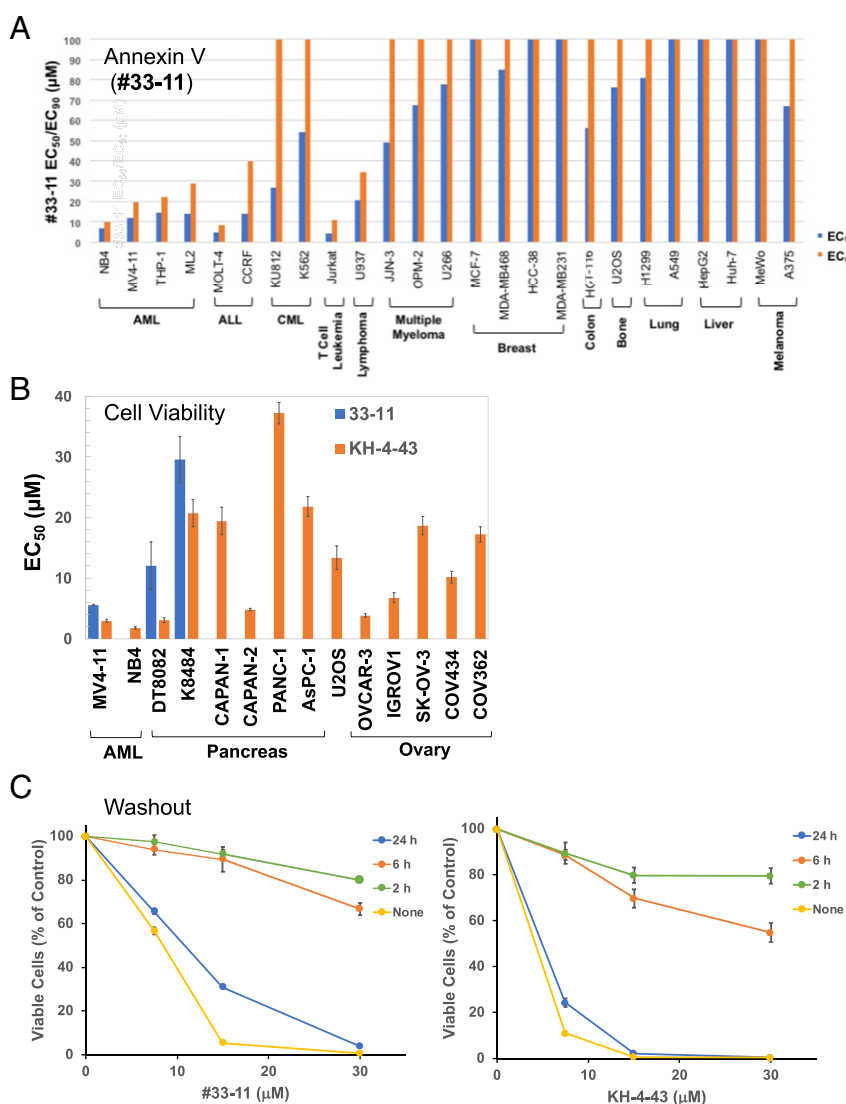 A
Annexin V
(#33-11)
#33-11 EC50/EC90 (µM)
100
90
80
70
60
50
40
30
20
10
0
NB4
MV4-11
THP-1
ML2
MOLT-4
CCRF
KU812
K562
Jurkat
U937
JJN-3
OPM-2
U266
MCF-7
MDA-MB468
HCC-38
MDA-MB231
HCT-116
U2OS
H1299
A549
HepG2
Huh-7
MeWo
A375
EC
EC
AML
ALL
CML
T Cell
Leukemia
Lymphoma
Multiple
Myeloma
Breast
Colon
Bone
Lung
Liver
Melanoma
B
Cell Viability
33-11
KH-4-43
EC50 (µM)
40
30
20
10
0
MV4-11
NB4
DT8082
K8484
CAPAN-1
CAPAN-2
PANC-1
AsPC-1
U2OS
OVCAR-3
IGROV1
SK-OV-3
COV434
COV362
AML
Pancreas
Ovary
C
Washout
Viable Cells (% of Control)
100
80
60
40
20
0
0
10
20
30
#33-11 (µM)
24 h
6 h
2 h
None
Viable Cells (% of Control)
100
80
60
40
20
0
0
10
20
30
KH-4-43 (µM)
24 h
6 h
2 h
None